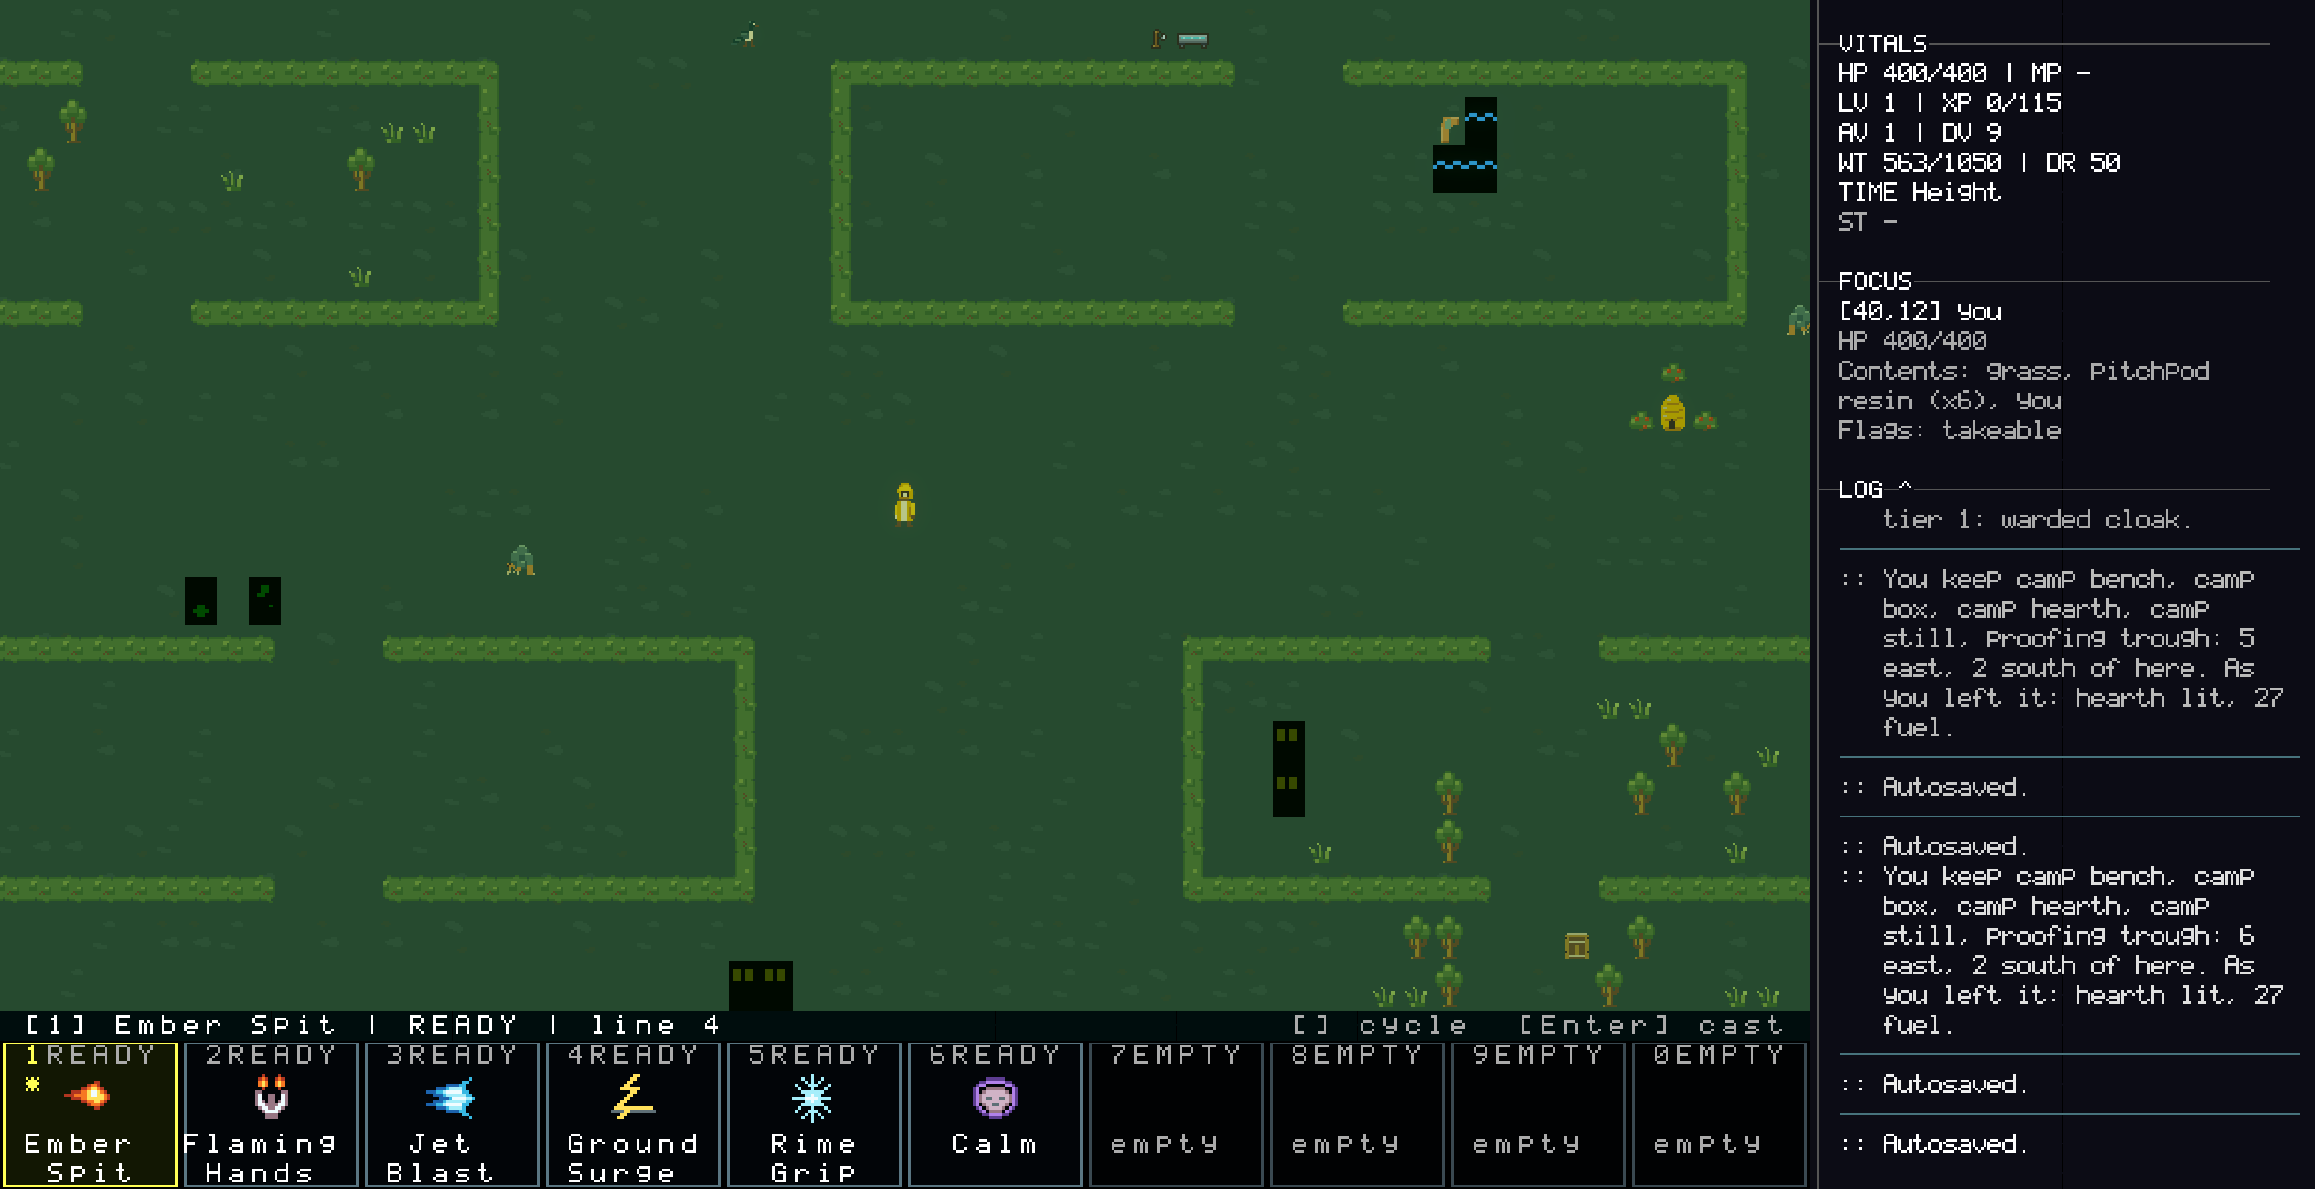 VITALS
HP 400/400 | MP -
LV 1 | XP 0/115
AV 1 | DV 9
WT 563/1050 | DR 50
TIME Height
ST -
FOCUS
[40,12] you
HP 400/400
Contents: grass, PitchPod
resin (x6), you
Flags: takeable
LOG ^
tier 1: warded cloak.
:: You keep camp bench, camp
box, camp hearth, camp
still, Proofing trough: 5
east, 2 south of here. As
you left it: hearth lit, 27
fuel.
:: Autosaved.
:: Autosaved.
:: You keep camp bench, camp
box, camp hearth, camp
still, Proofing trough: 6
east, 2 south of here. As
you left it: hearth lit, 27
fuel.
:: Autosaved.
:: Autosaved.
[1] Ember Spit | READY | line 4
[] cycle [Enter] cast
1READY
Ember
Spit
2READY
Flaming
Hands
3READY
Jet
Blast
4READY
Ground
Surge
5READY
Rime
Grip
6READY
Calm
7EMPTY
empty
8EMPTY
empty
9EMPTY
empty
0EMPTY
empty